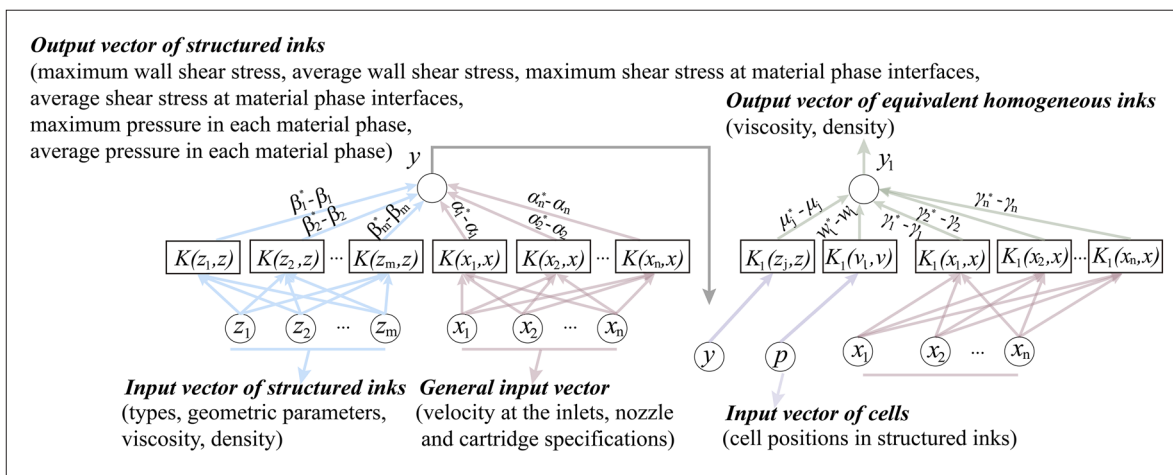 Output vector of structured inks
(maximum wall shear stress, average wall shear stress, maximum shear stress at material phase interfaces,
average shear stress at material phase interfaces,
maximum pressure in each material phase,
average pressure in each material phase)
y
β₁*-β₁
β₂*-β₂
βₘ*-βₘ
α₁*-α₁
α₂*-α₂
αₙ*-αₙ
K(z₁,z) K(z₂,z) ... K(zₘ,z) K(x₁,x) K(x₂,x) ... K(xₙ,x)
z₁ z₂ ... zₘ x₁ x₂ ... xₙ
Input vector of structured inks
(types, geometric parameters,
viscosity, density)
General input vector
(velocity at the inlets, nozzle
and cartridge specifications)
Output vector of equivalent homogeneous inks
(viscosity, density)
y₁
μⱼ*-μⱼ
γ₁*-γ₁
γ₂*-γ₂
γₙ*-γₙ
K₁(zⱼ,z) K₁(v₁,v) K₁(x₁,x) K₁(x₂,x) ... K₁(xₙ,x)
y p x₁ x₂ ... xₙ
Input vector of cells
(cell positions in structured inks)